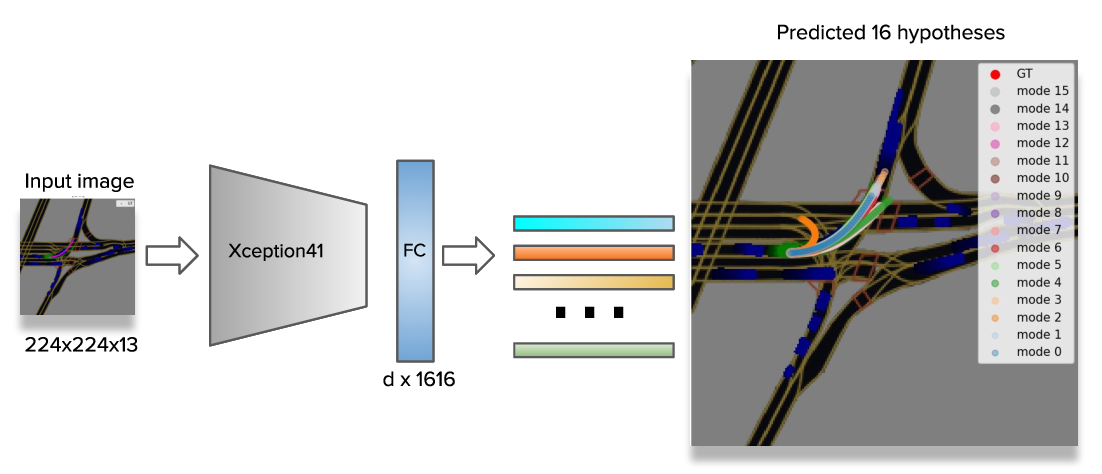 Predicted 16 hypotheses
Input image
224x224x13
Xception41
FC
d x 1616
GT
mode 15
mode 14
mode 13
mode 12
mode 11
mode 10
mode 9
mode 8
mode 7
mode 6
mode 5
mode 4
mode 3
mode 2
mode 1
mode 0